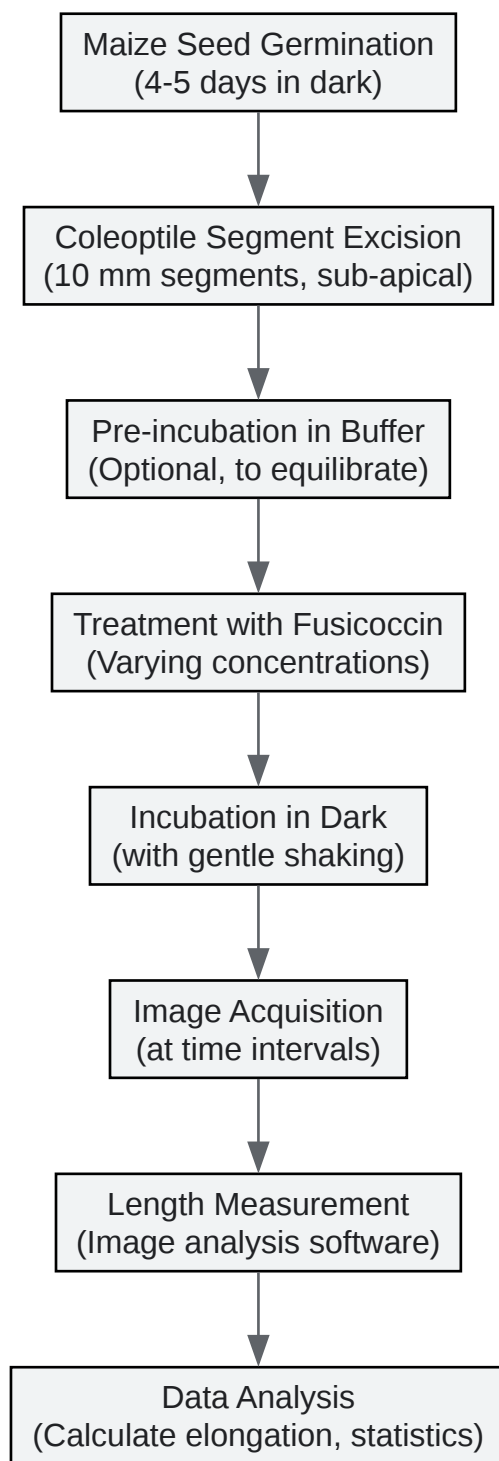 Maize Seed Germination
(4-5 days in dark)
Coleoptile Segment Excision
(10 mm segments, sub-apical)
Pre-incubation in Buffer
(Optional, to equilibrate)
Treatment with Fusicoccin
(Varying concentrations)
Incubation in Dark
(with gentle shaking)
Image Acquisition
(at time intervals)
Length Measurement
(Image analysis software)
Data Analysis
(Calculate elongation, statistics)